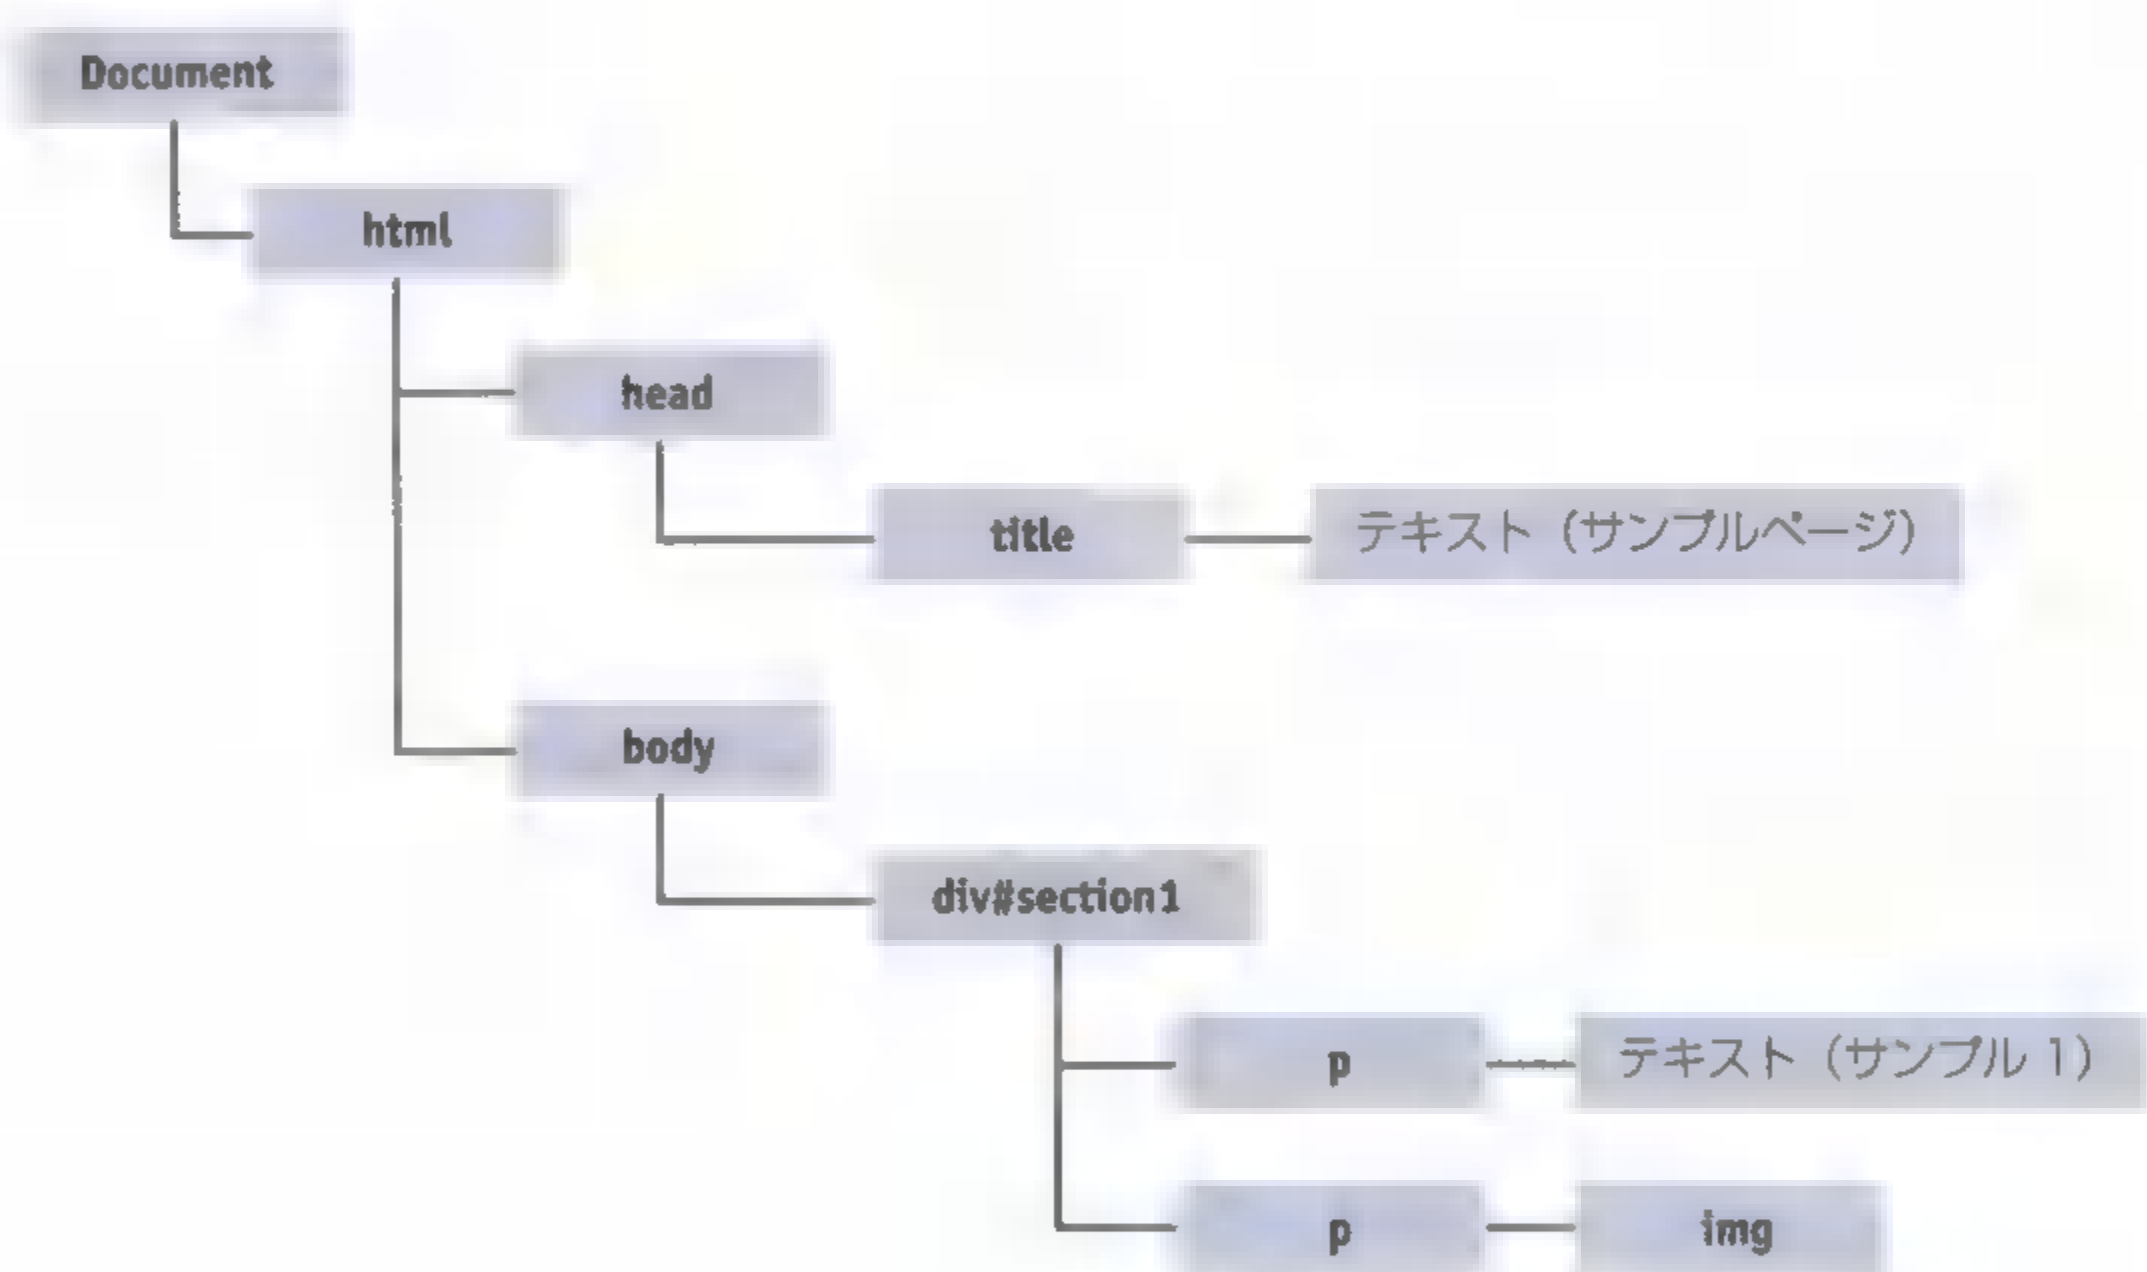 Document
html
head
title
テキスト（サンプルページ）
body
div#section1
p
テキスト（サンプル 1）
p
img